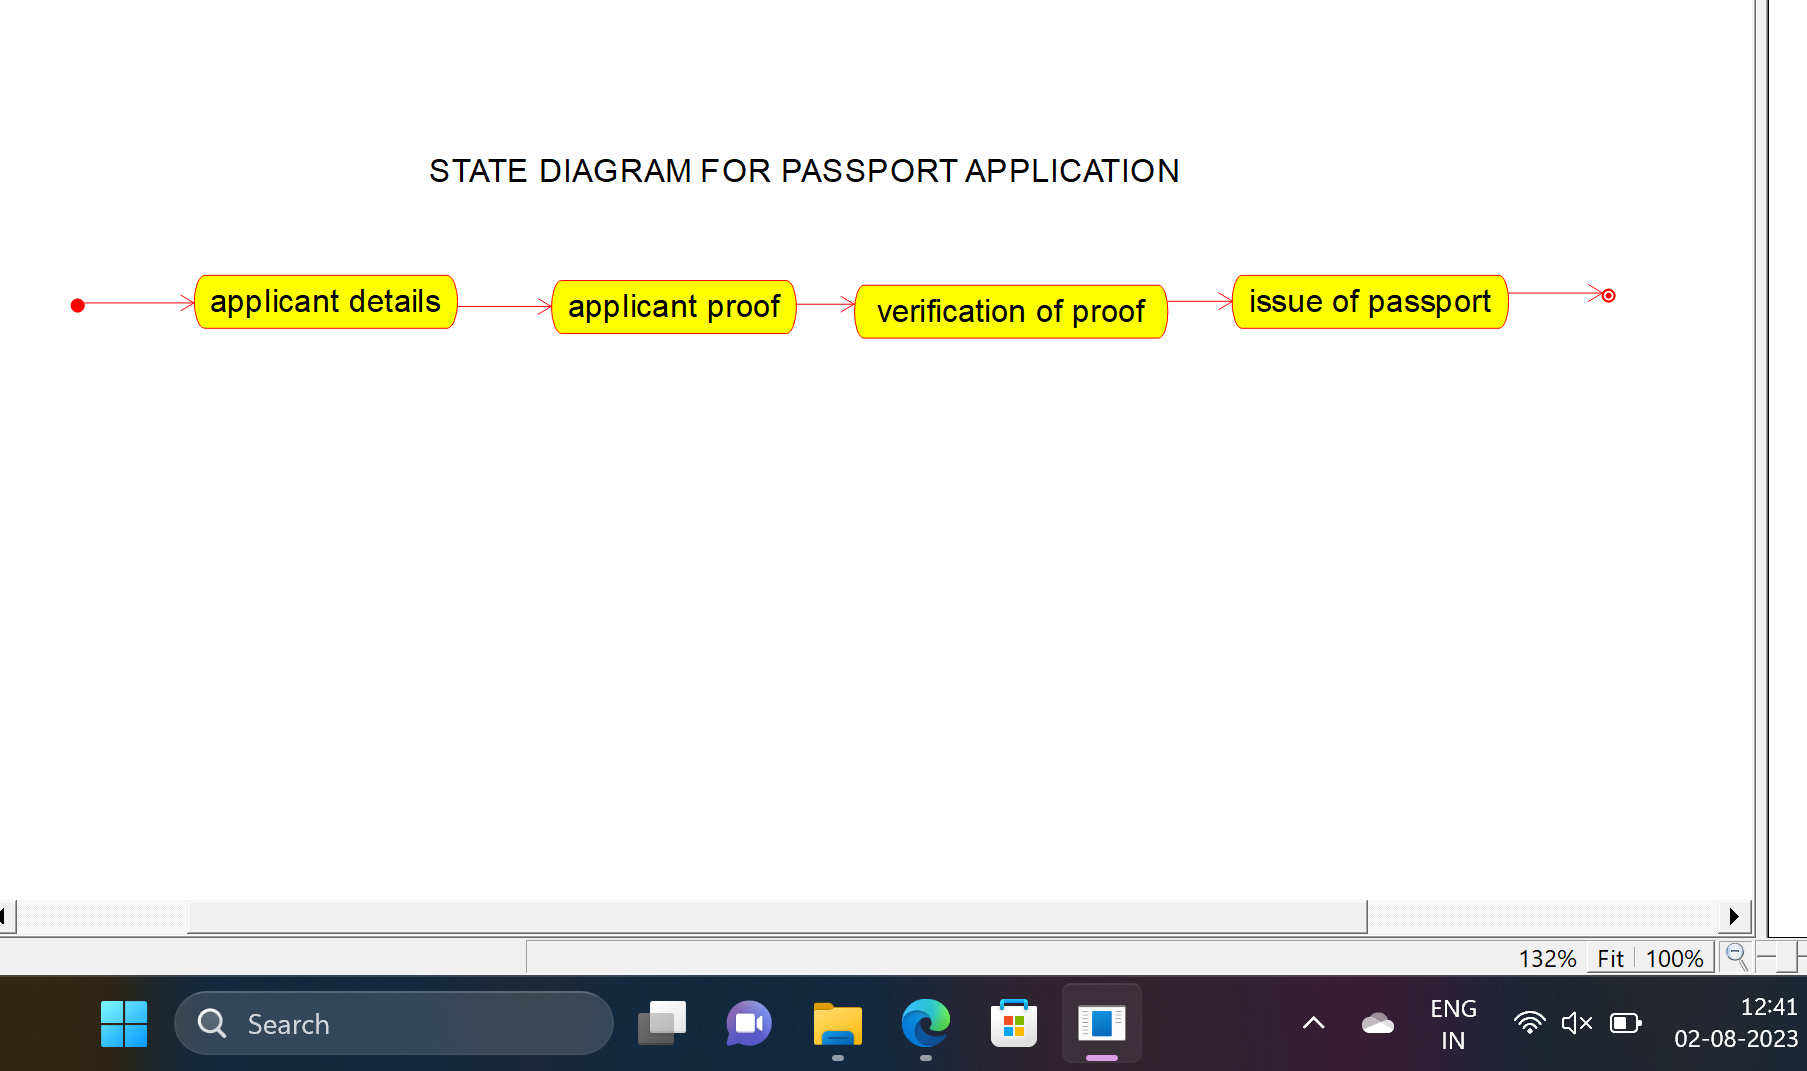 STATE DIAGRAM FOR PASSPORT APPLICATION
applicant details
applicant proof
verification of proof
issue of passport
132% Fit 100%
Search
ENG
IN
12:41
02-08-2023